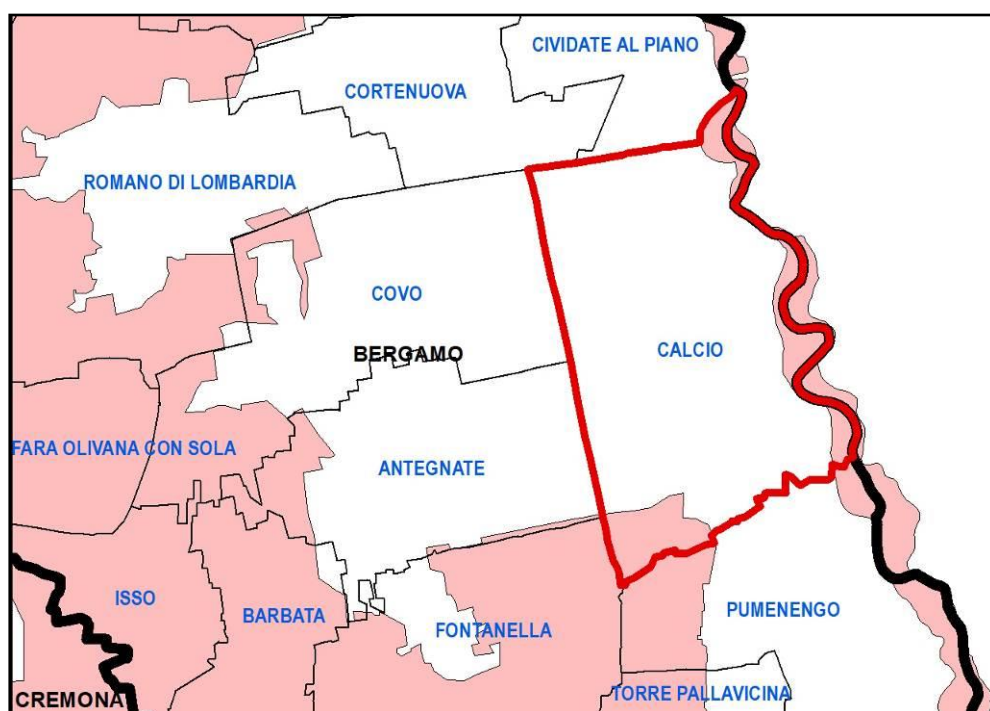 CIVIDATE AL PIANO
CORTENUOVA
ROMANO DI LOMBARDIA
COVO
BERGAMO
CALCIO
FARA OLIVANA CON SOLA
ANTEGNATE
ISSO
BARBATA
FONTANELLA
PUMENENGO
CREMONA
TORRE PALLAVICINA